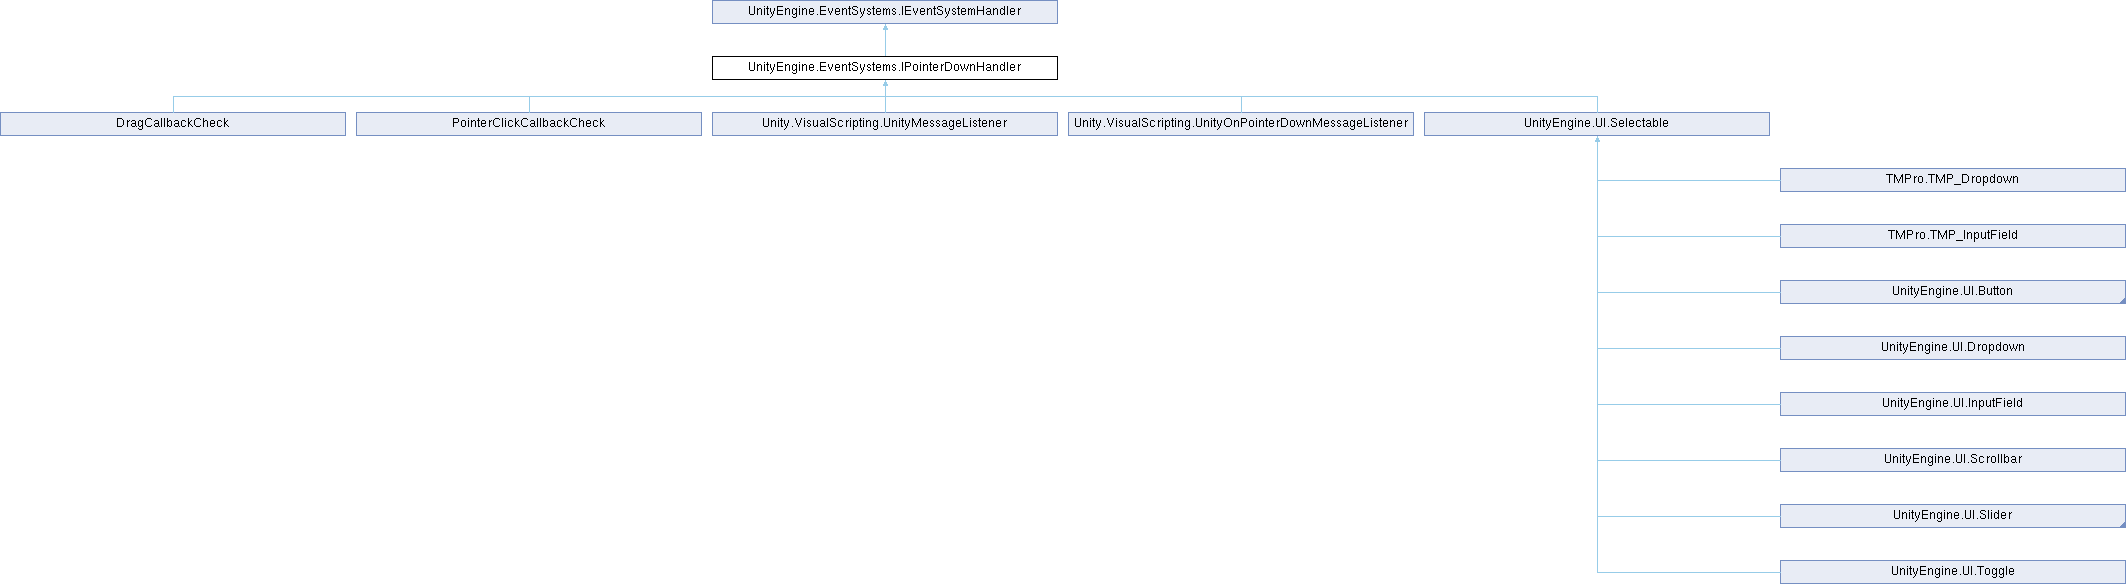 UnityEngine.EventSystems.IEventSystemHandler
UnityEngine.EventSystems.IPointerDownHandler
DragCallbackCheck
PointerClickCallbackCheck
Unity.VisualScripting.UnityMessageListener
Unity.VisualScripting.UnityOnPointerDownMessageListener
UnityEngine.UI.Selectable
TMPro.TMP_Dropdown
TMPro.TMP_InputField
UnityEngine.UI.Button
UnityEngine.UI.Dropdown
UnityEngine.UI.InputField
UnityEngine.UI.Scrollbar
UnityEngine.UI.Slider
UnityEngine.UI.Toggle